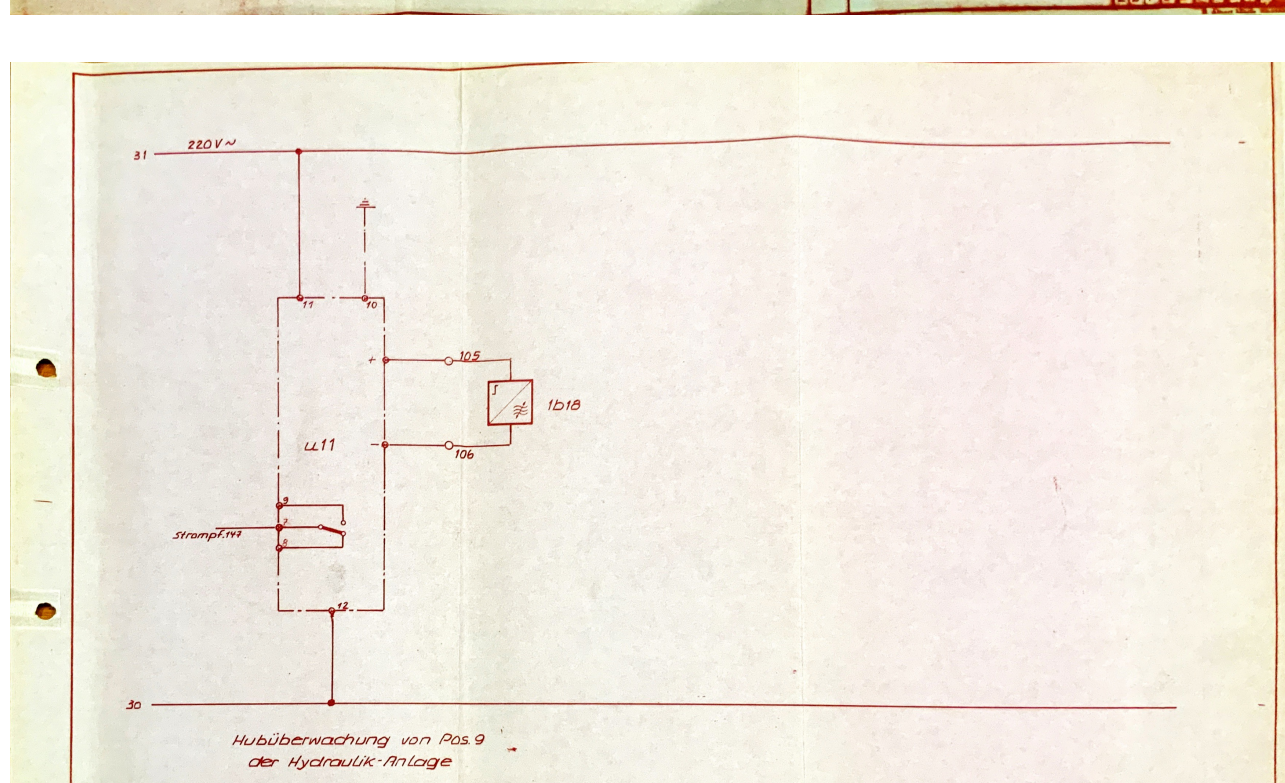 31 220V~
11
10
+ 105
1b18
u11
- 106
9
7
Strompf.147
8
12
30
Hubüberwachung von Pos. 9
der Hydraulik-Anlage